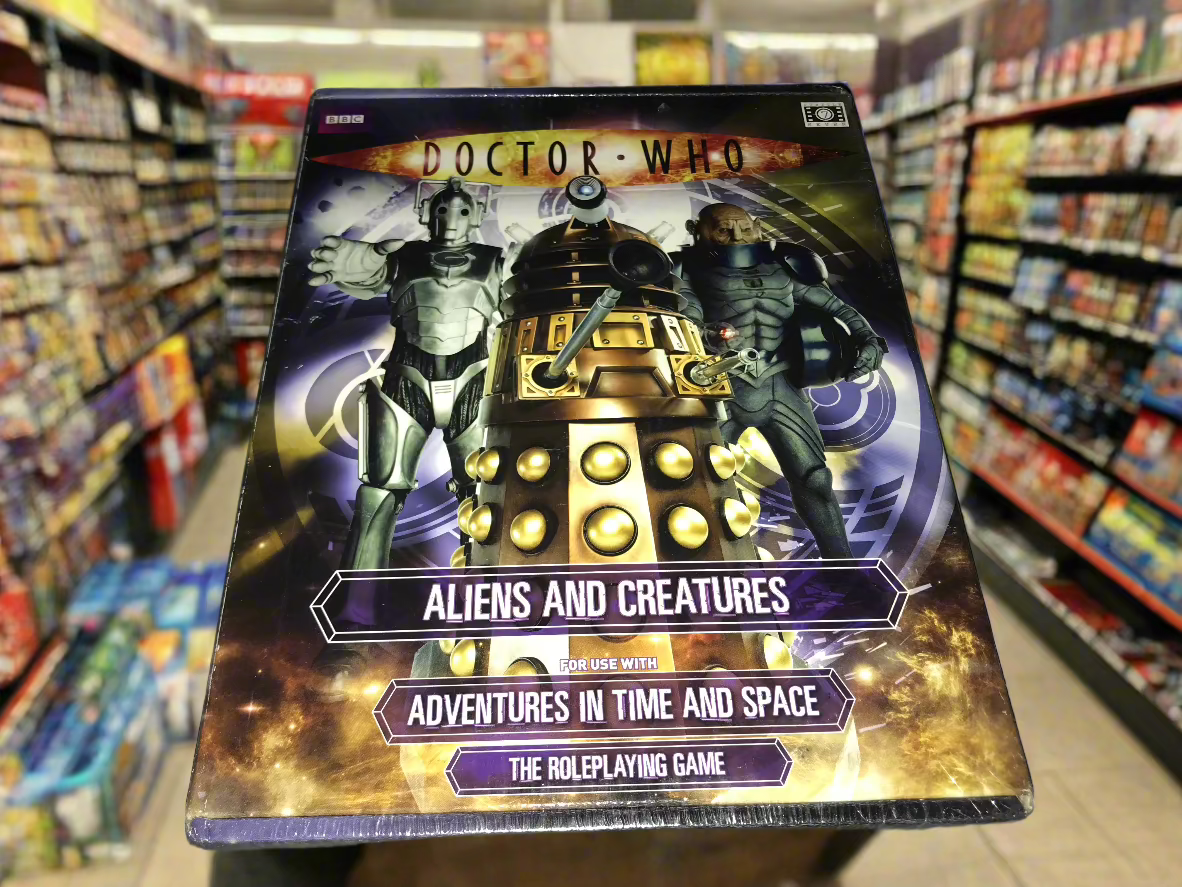 BBC
DOCTOR · WHO
ALIENS AND CREATURES
FOR USE WITH
ADVENTURES IN TIME AND SPACE
THE ROLEPLAYING GAME